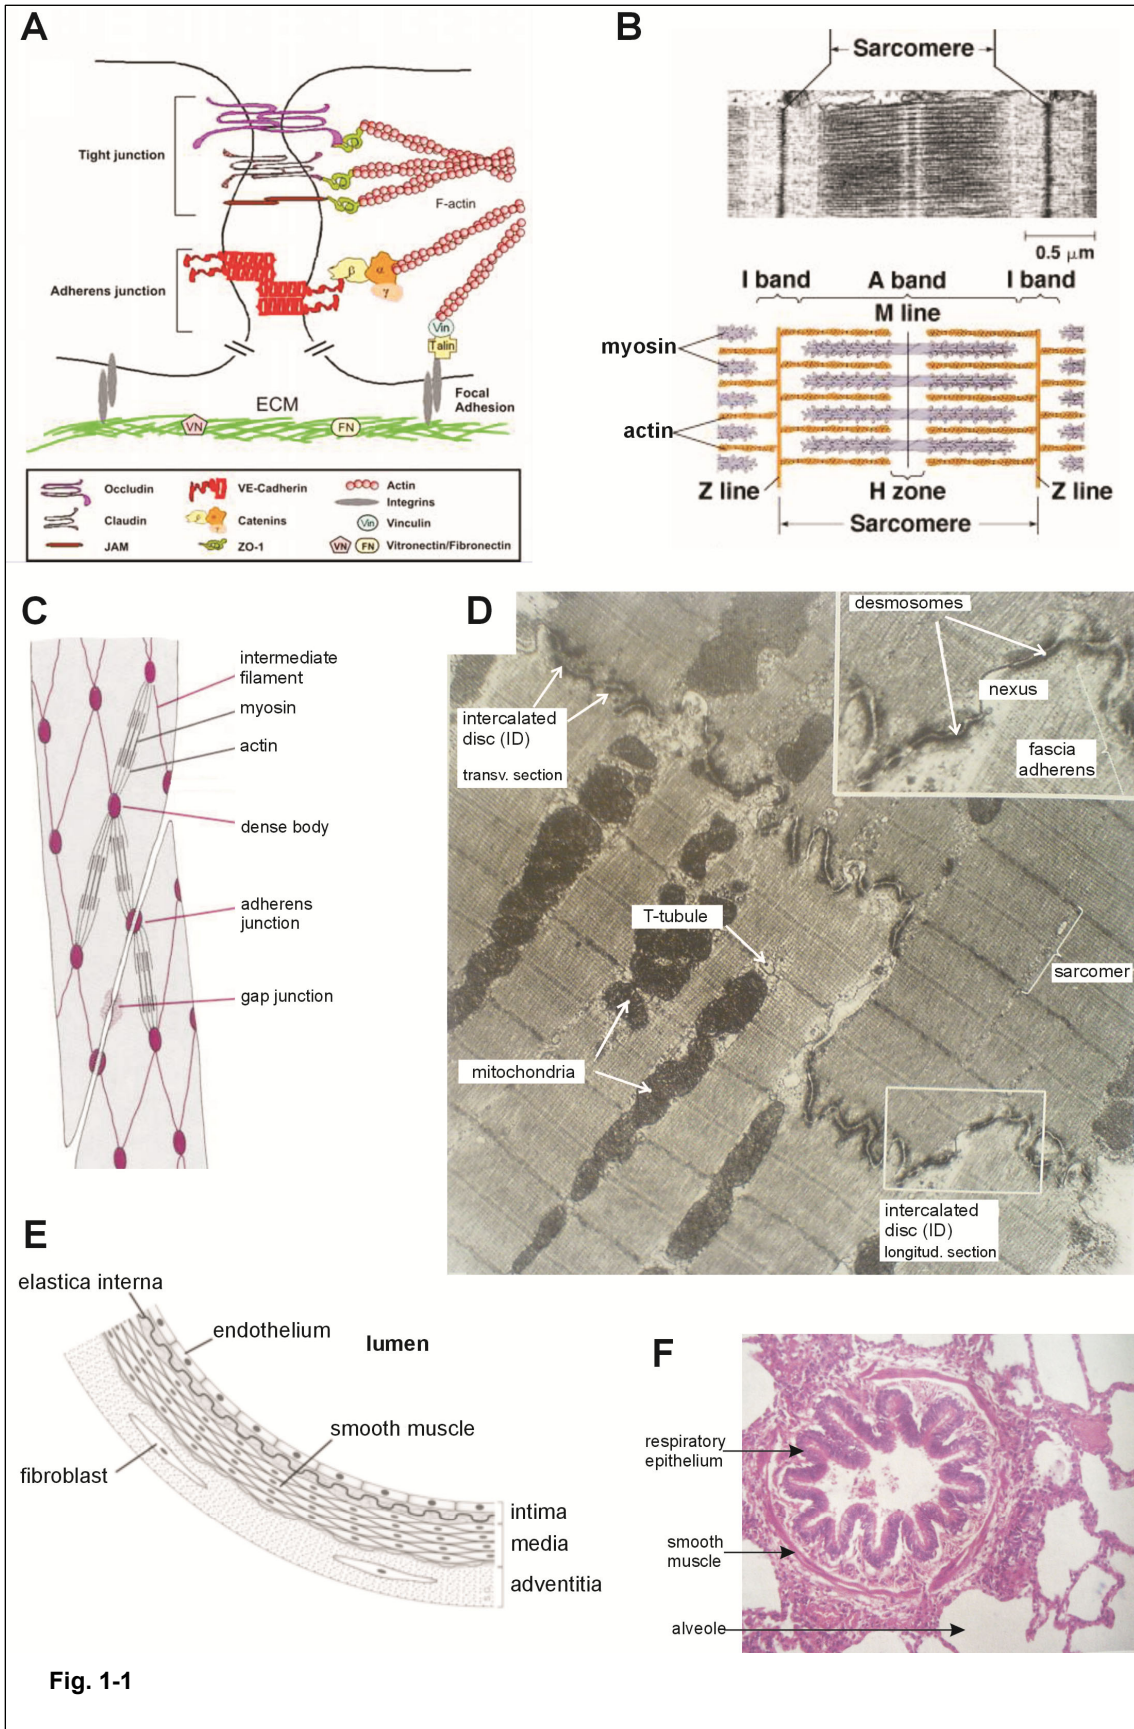 A
Tight junction
F-actin
β
α
γ
Adherens junction
Vin
Talin
Focal
Adhesion
ECM
VN
FN
Occludin
VE-Cadherin
Actin
Integrins
Claudin
β
α
γ
Catenins
Vin
Vinculin
JAM
ZO-1
VN
FN
Vitronectin/Fibronectin
B
Sarcomere
0.5 μm
I band
A band
I band
M line
myosin
actin
Z line
H zone
Z line
Sarcomere
C
intermediate
filament
myosin
actin
dense body
adherens
junction
gap junction
D
desmosomes
nexus
fascia
adherens
intercalated
disc (ID)
transv. section
T-tubule
sarcomer
mitochondria
intercalated
disc (ID)
longitud. section
E
elastica interna
endothelium
lumen
smooth muscle
fibroblast
intima
media
adventitia
F
respiratory
epithelium
smooth
muscle
alveole
Fig. 1-1